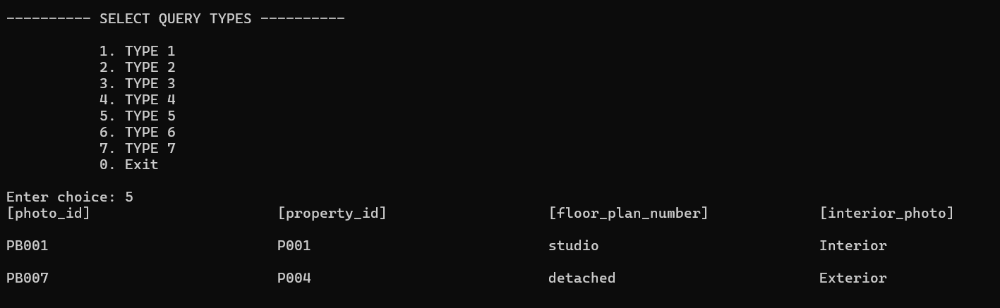 ---------- SELECT QUERY TYPES ----------
1. TYPE 1
2. TYPE 2
3. TYPE 3
4. TYPE 4
5. TYPE 5
6. TYPE 6
7. TYPE 7
0. Exit
Enter choice: 5
[photo_id] [property_id] [floor_plan_number] [interior_photo]
PB001 P001 studio Interior
PB007 P004 detached Exterior